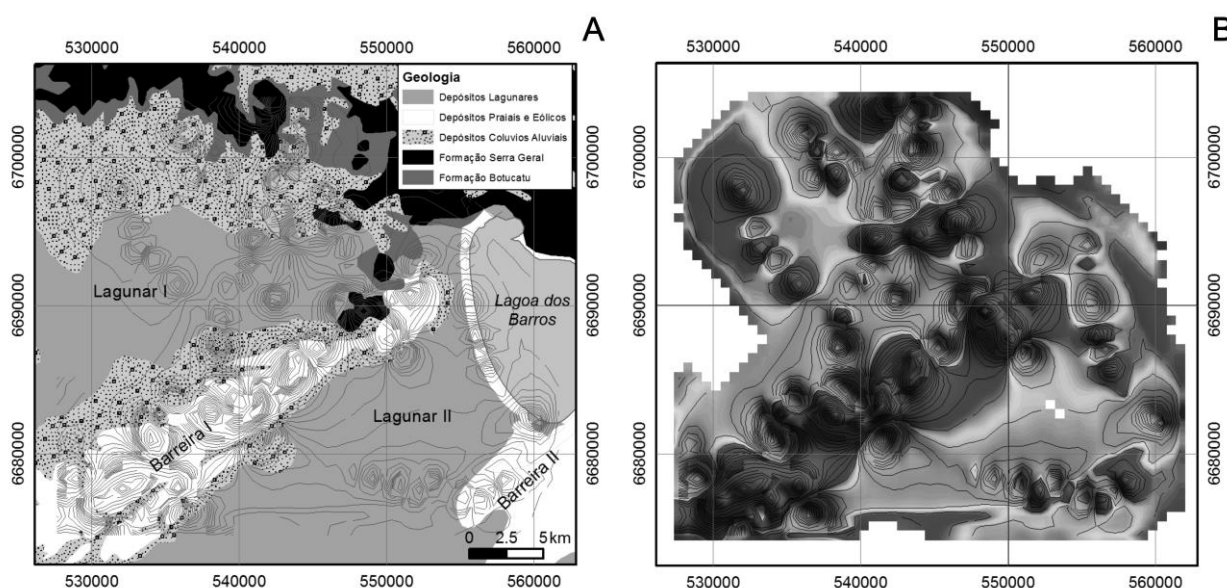 A
530000 540000 550000 560000
Geologia
Depósitos Lagunares
Depósitos Praiais e Eólicos
Depósitos Coluvios Aluviais
Formação Serra Geral
Formação Botucatu
6700000
6690000
6680000
Lagunar I
Lagoa dos
Barros
Lagunar II
Barreira I
Barreira II
0 2.5 5km
530000 540000 550000 560000
B
530000 540000 550000 560000
6700000 6700000
6690000 6690000
6680000 6680000
530000 540000 550000 560000